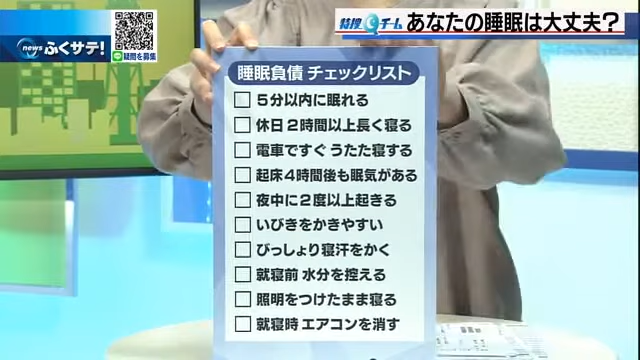 news ふくサテ!
疑問を募集
特捜 チーム あなたの睡眠は大丈夫?
睡眠負債 チェックリスト
□ 5分以内に眠れる
□ 休日2時間以上長く寝る
□ 電車ですぐ うたた寝する
□ 起床4時間後も眠気がある
□ 夜中に2度以上起きる
□ いびきをかきやすい
□ びっしょり寝汗をかく
□ 就寝前 水分を控える
□ 照明をつけたまま寝る
□ 就寝時 エアコンを消す